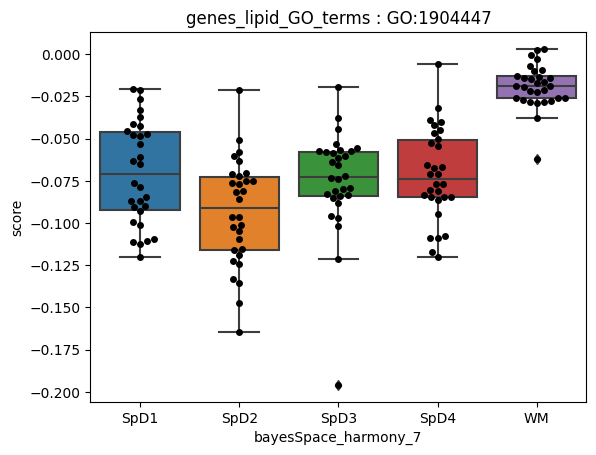 genes_lipid_GO_terms : GO:1904447
0.000
−0.025
−0.050
−0.075
−0.100
−0.125
−0.150
−0.175
−0.200
score
SpD1 SpD2 SpD3 SpD4 WM
bayesSpace_harmony_7